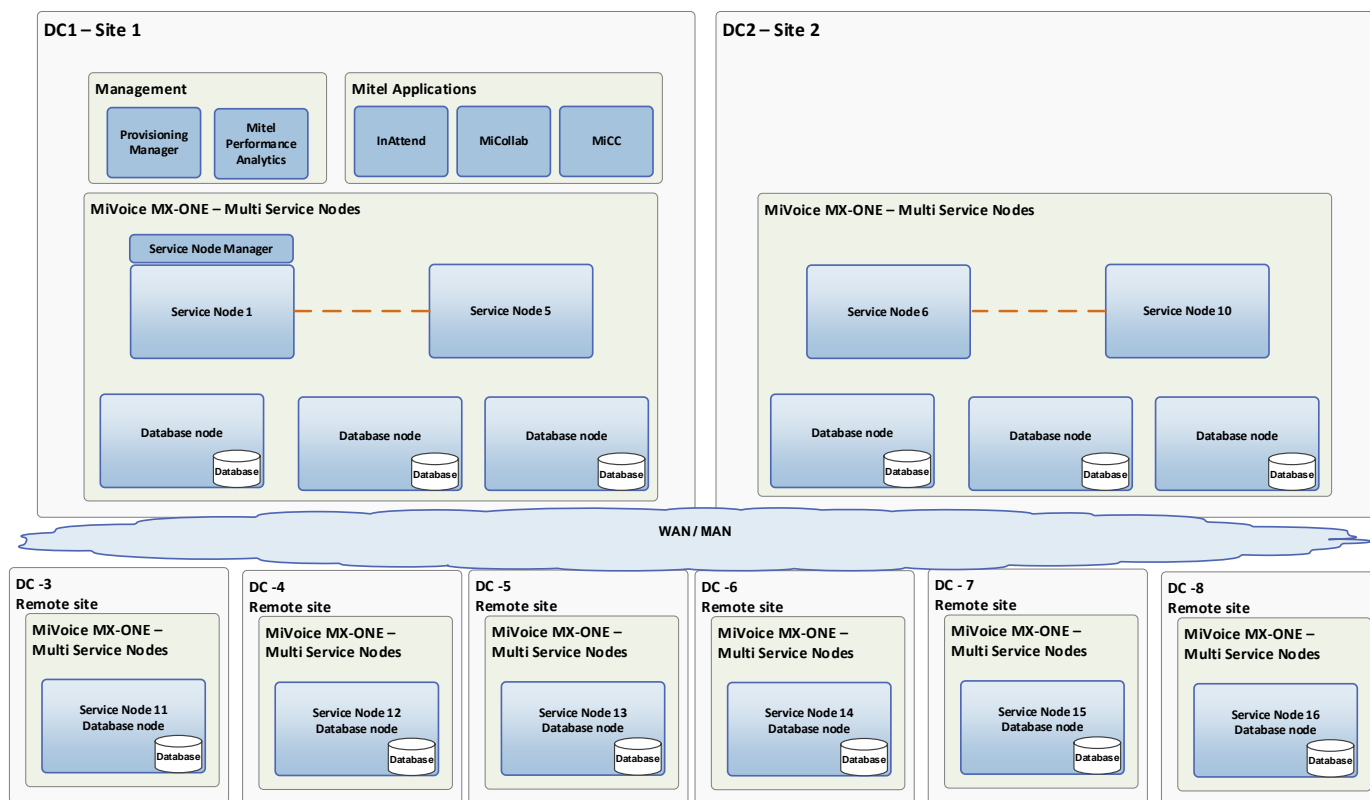 DC1 – Site 1
Management
Provisioning
Manager
Mitel
Performance
Analytics
Mitel Applications
InAttend
MiCollab
MiCC
MiVoice MX-ONE – Multi Service Nodes
Service Node Manager
Service Node 1
Service Node 5
Database node
Database
Database node
Database
Database node
Database
DC2 – Site 2
MiVoice MX-ONE – Multi Service Nodes
Service Node 6
Service Node 10
Database node
Database
Database node
Database
Database node
Database
WAN / MAN
DC -3
Remote site
MiVoice MX-ONE –
Multi Service Nodes
Service Node 11
Database node
Database
DC -4
Remote site
MiVoice MX-ONE –
Multi Service Nodes
Service Node 12
Database node
Database
DC -5
Remote site
MiVoice MX-ONE –
Multi Service Nodes
Service Node 13
Database node
Database
DC -6
Remote site
MiVoice MX-ONE –
Multi Service Nodes
Service Node 14
Database node
Database
DC - 7
Remote site
MiVoice MX-ONE –
Multi Service Nodes
Service Node 15
Database node
Database
DC -8
Remote site
MiVoice MX-ONE –
Multi Service Nodes
Service Node 16
Database node
Database